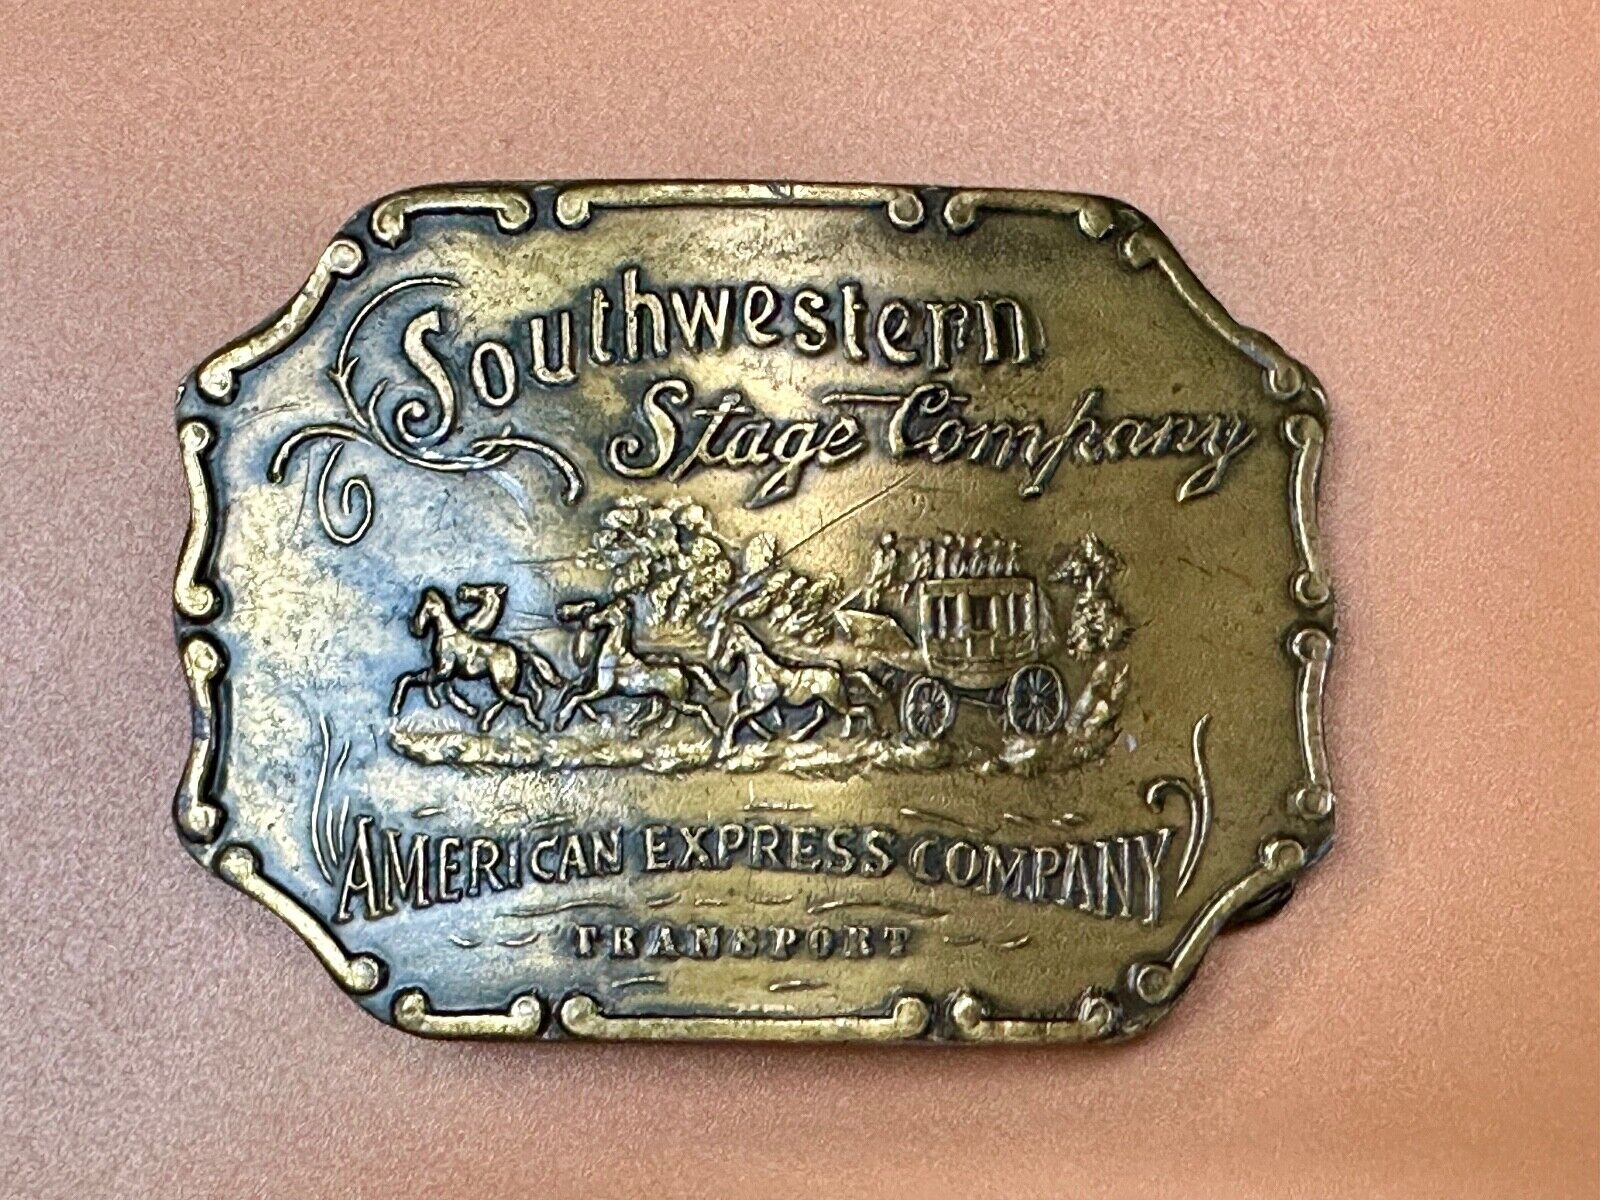 Southwestern
Stage Company
AMERICAN EXPRESS COMPANY
TRANSPORT